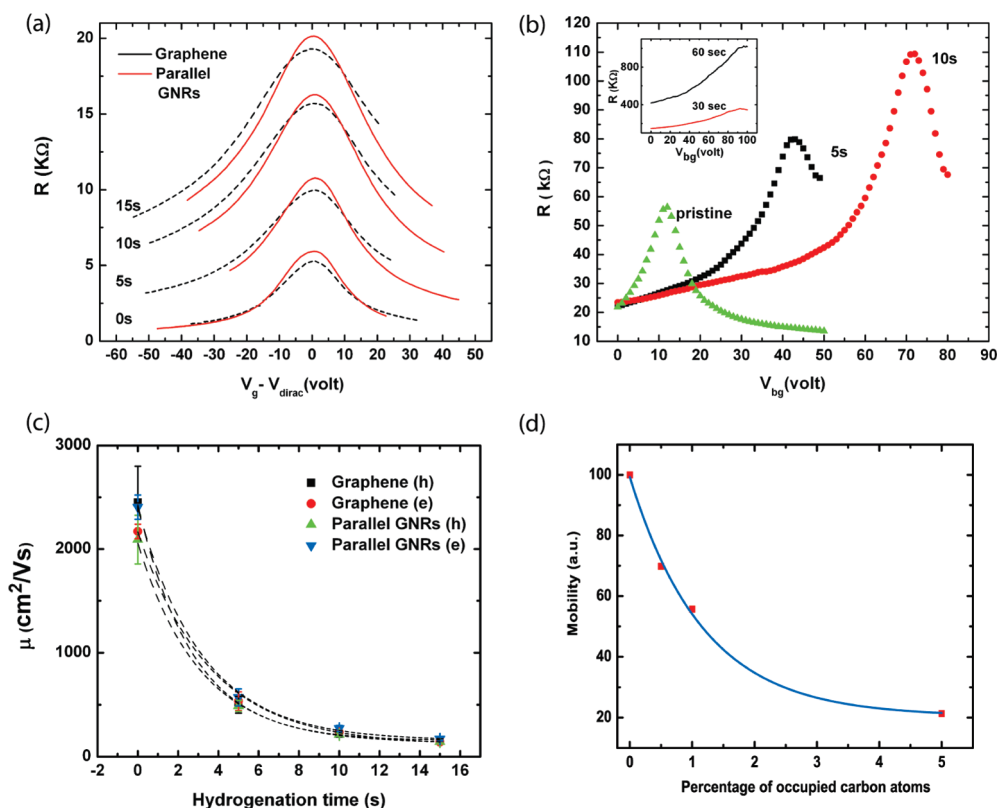 (a)
Graphene
Parallel
GNRs
15s
10s
5s
0s
R (KΩ)
20
15
10
5
0
-60 -50 -40 -30 -20 -10 0 10 20 30 40 50
Vg - Vdirac(volt)
(b)
60 sec
30 sec
R (KΩ)
800
400
0 20 40 60 80 100
Vbg(volt)
10s
5s
pristine
R (kΩ)
120
110
100
90
80
70
60
50
40
30
20
10
0 10 20 30 40 50 60 70 80 90
Vbg(volt)
(c)
Graphene (h)
Graphene (e)
Parallel GNRs (h)
Parallel GNRs (e)
μ (cm²/Vs)
3000
2000
1000
0
-2 0 2 4 6 8 10 12 14 16
Hydrogenation time (s)
(d)
Mobility (a.u.)
100
80
60
40
20
0 1 2 3 4 5
Percentage of occupied carbon atoms